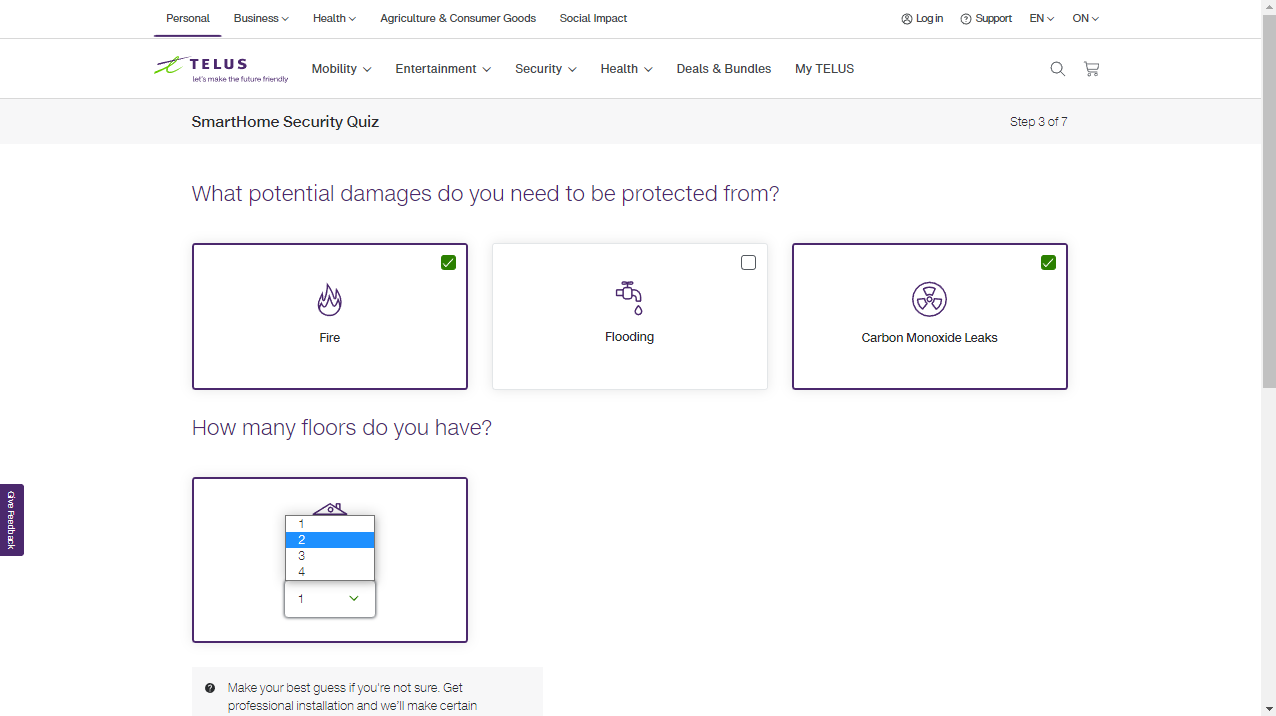 Personal Business Health Agriculture & Consumer Goods Social Impact Log in Support EN ON
TELUS
let's make the future friendly
Mobility Entertainment Security Health Deals & Bundles My TELUS
SmartHome Security Quiz Step 3 of 7
What potential damages do you need to be protected from?
Fire Flooding Carbon Monoxide Leaks
How many floors do you have?
1
2
3
4
1
Give Feedback
Make your best guess if you're not sure. Get
professional installation and we'll make certain